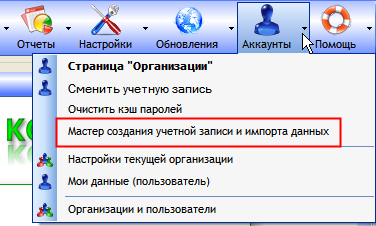 Отчеты Настройки Обновления Аккаунты Помощь
Страница "Организации"
Сменить учетную запись
Очистить кэш паролей
Мастер создания учетной записи и импорта данных
Настройки текущей организации
Мои данные (пользователь)
Организации и пользователи